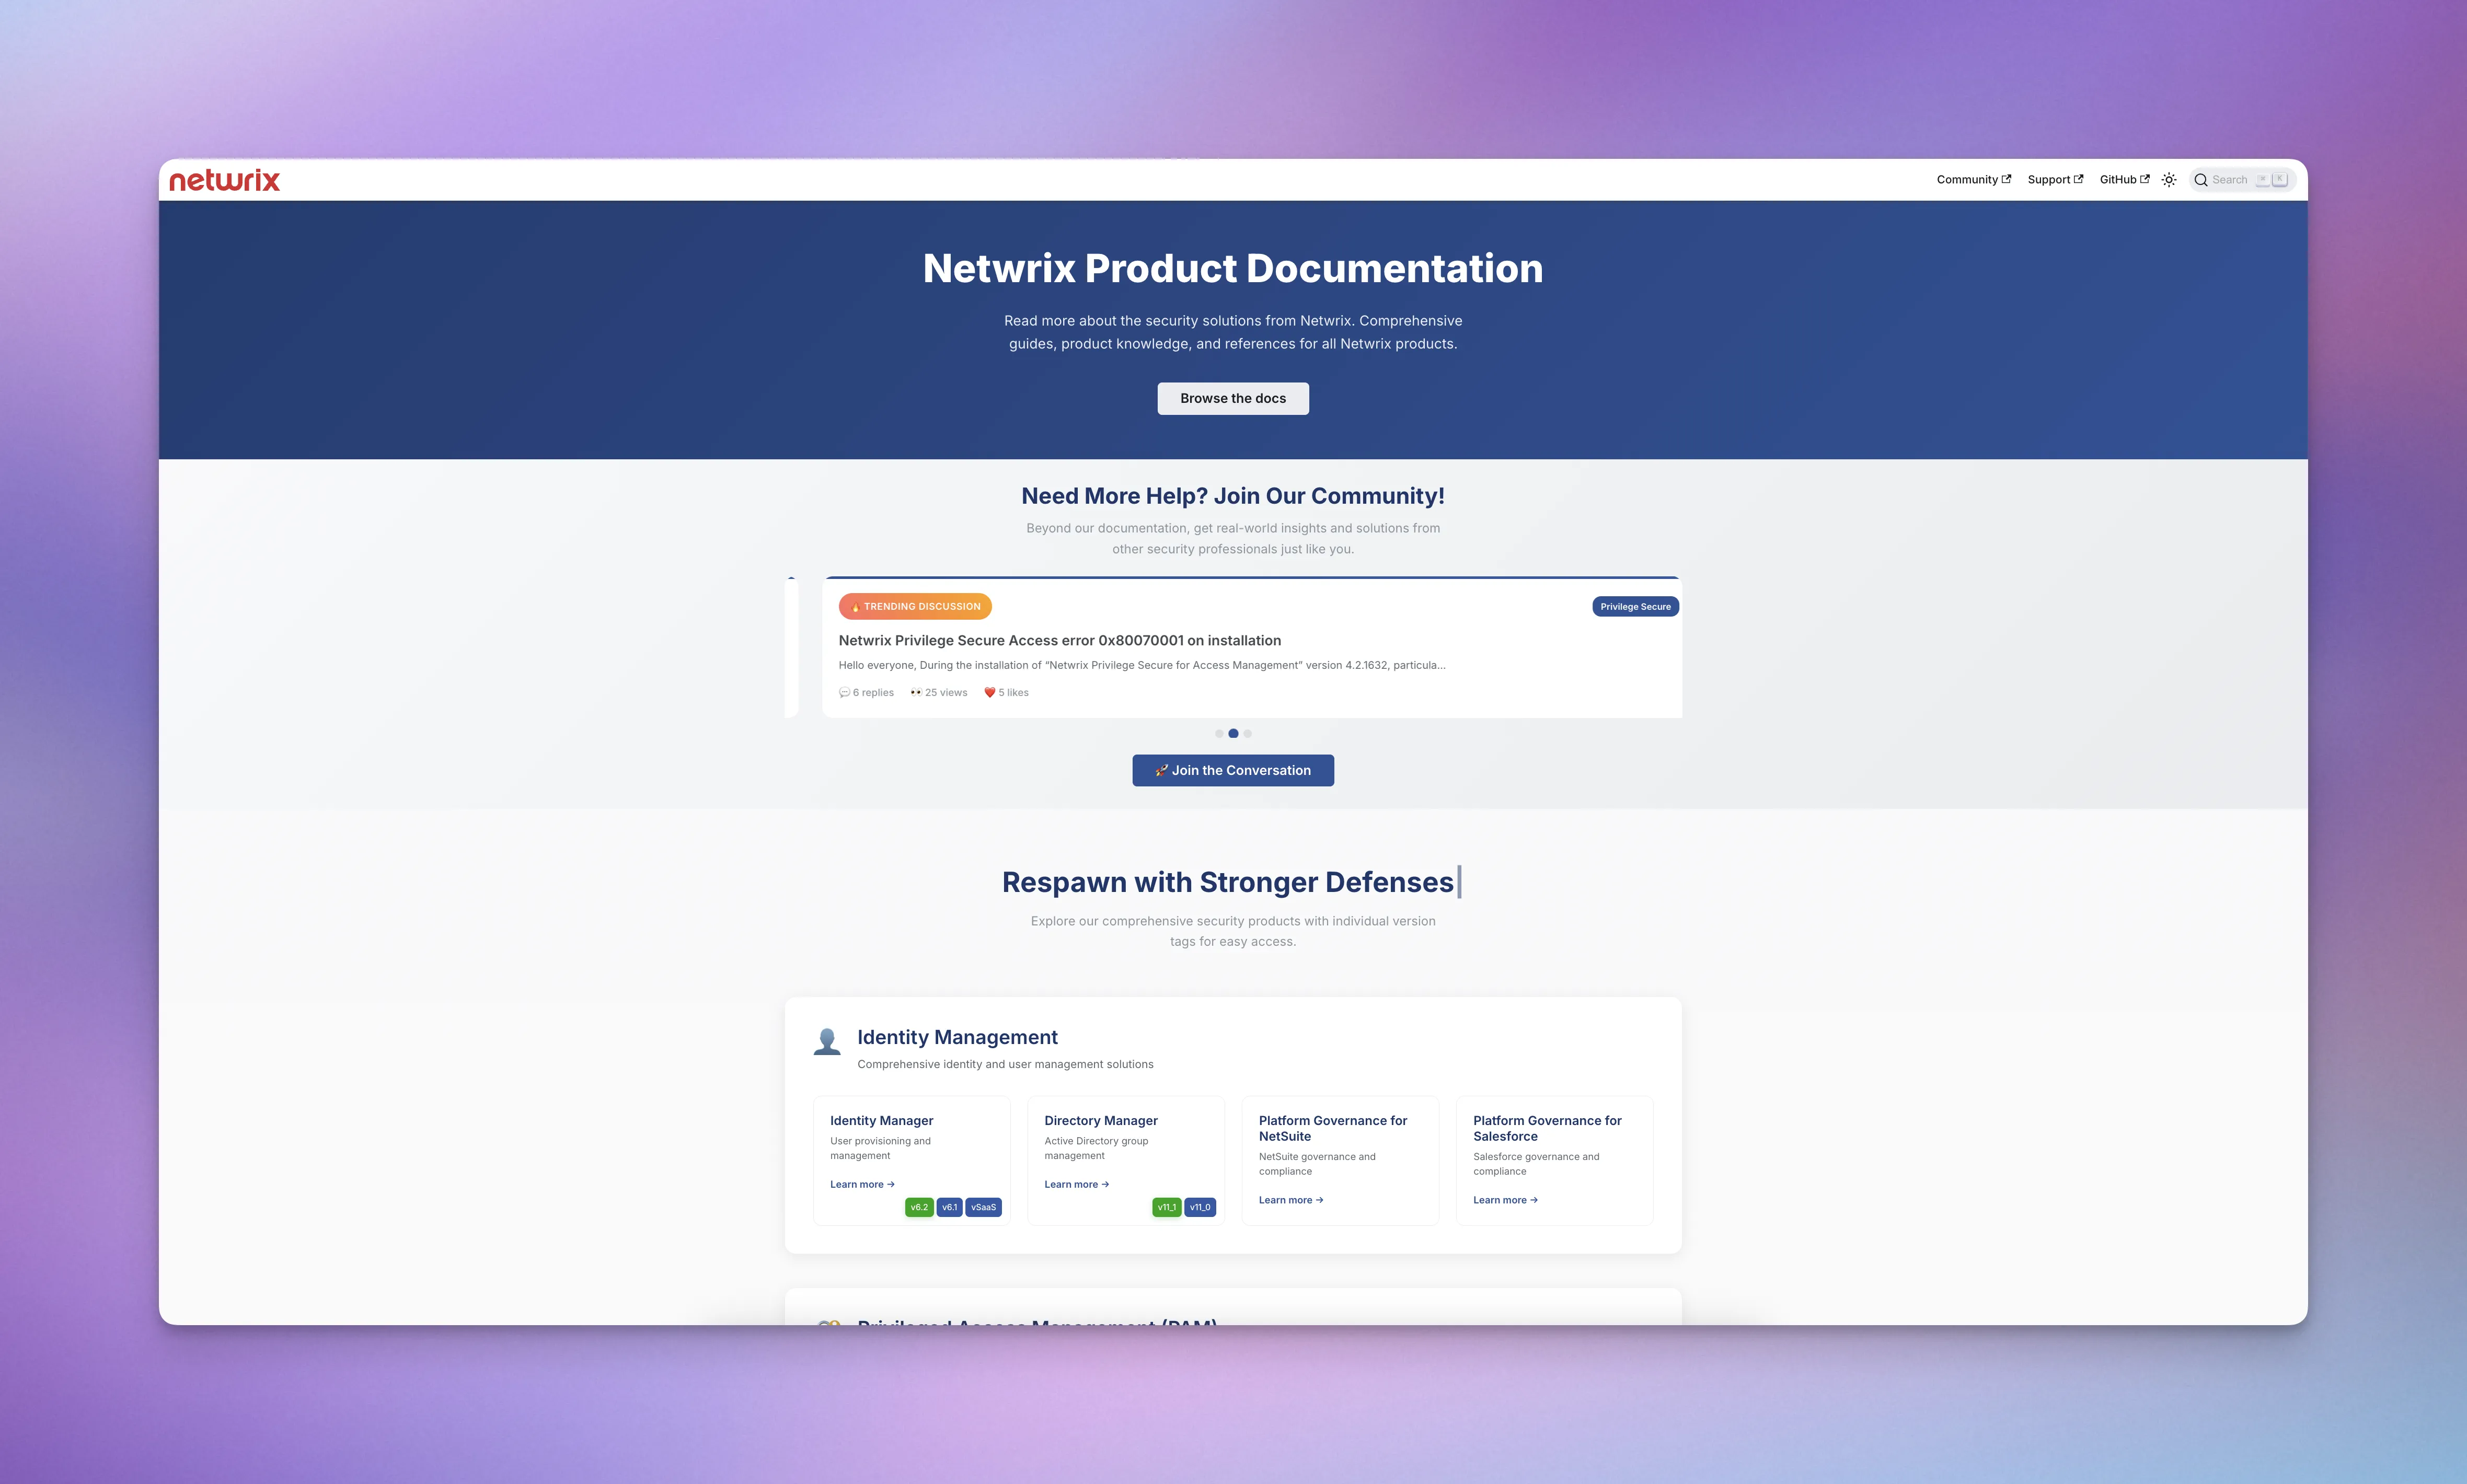 netwrix
Community
Support
GitHub
Search ⌘ K
Netwrix Product Documentation
Read more about the security solutions from Netwrix. Comprehensive
guides, product knowledge, and references for all Netwrix products.
Browse the docs
Need More Help? Join Our Community!
Beyond our documentation, get real-world insights and solutions from
other security professionals just like you.
🔥 TRENDING DISCUSSION
Privilege Secure
Netwrix Privilege Secure Access error 0x80070001 on installation
Hello everyone, During the installation of “Netwrix Privilege Secure for Access Management” version 4.2.1632, particula...
💬 6 replies 👀 25 views ❤️ 5 likes
🚀 Join the Conversation
Respawn with Stronger Defenses
Explore our comprehensive security products with individual version
tags for easy access.
Identity Management
Comprehensive identity and user management solutions
Identity Manager
User provisioning and
management
Learn more →
v6.2 v6.1 vSaaS
Directory Manager
Active Directory group
management
Learn more →
v11_1 v11_0
Platform Governance for
NetSuite
NetSuite governance and
compliance
Learn more →
Platform Governance for
Salesforce
Salesforce governance and
compliance
Learn more →
Privileged Access Management (PAM)